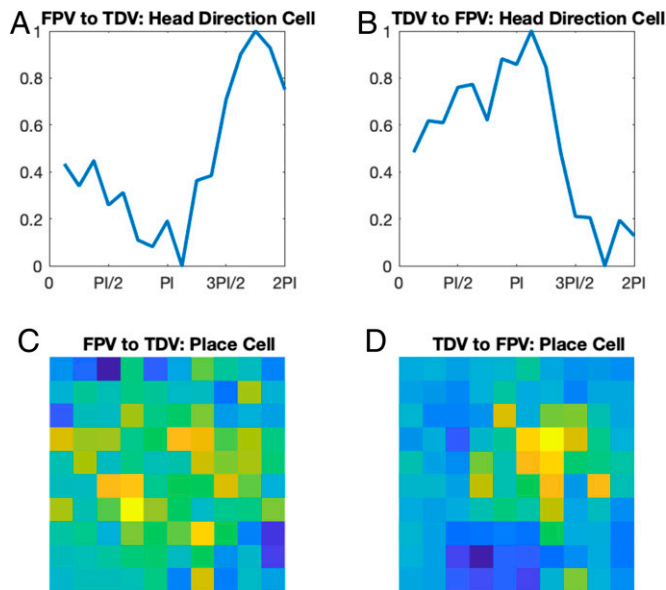 A FPV to TDV: Head Direction Cell
1
0.8
0.6
0.4
0.2
0
0 PI/2 PI 3PI/2 2PI
B TDV to FPV: Head Direction Cell
1
0.8
0.6
0.4
0.2
0
0 PI/2 PI 3PI/2 2PI
C FPV to TDV: Place Cell
D TDV to FPV: Place Cell